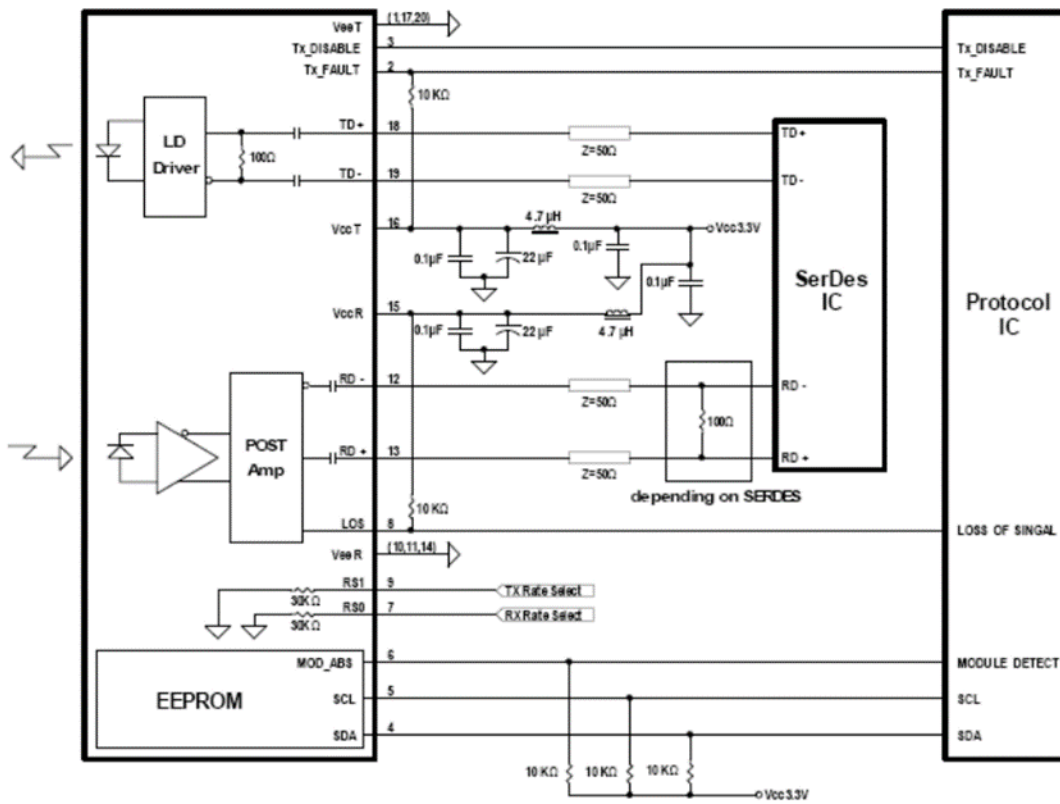 VeeT (1,17,20)
Tx_DISABLE 3 Tx_DISABLE
Tx_FAULT 2 Tx_FAULT
10 KΩ
LD
Driver
100Ω
TD+ 18 Z=50Ω TD+
TD- 19 Z=50Ω TD-
VccT 16 4.7 µH Vcc3.3V
0.1µF 22 µF 0.1µF
0.1µF
VccR 15
0.1µF 22 µF 4.7 µH
SerDes
IC
Protocol
IC
RD - 12 Z=50Ω RD -
100Ω
POST
Amp
RD + 13 Z=50Ω RD +
depending on SERDES
10 KΩ
LOS 8 LOSS OF SINGAL
VeeR (10,11,14)
RS1 9 TX Rate Select
30KΩ
RS0 7 RX Rate Select
30KΩ
MOD_ABS 6 MODULE DETECT
EEPROM
SCL 5 SCL
SDA 4 SDA
10 KΩ 10 KΩ 10 KΩ
Vcc3.3V